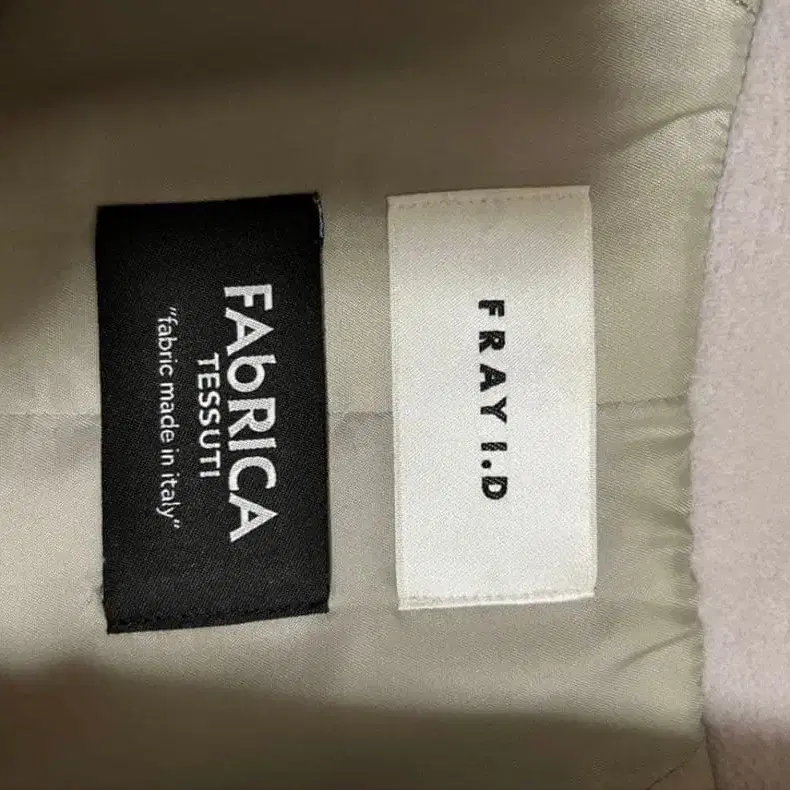 FRAY I.D
FAbRICA
TESSUTI
"fabric made in italy"